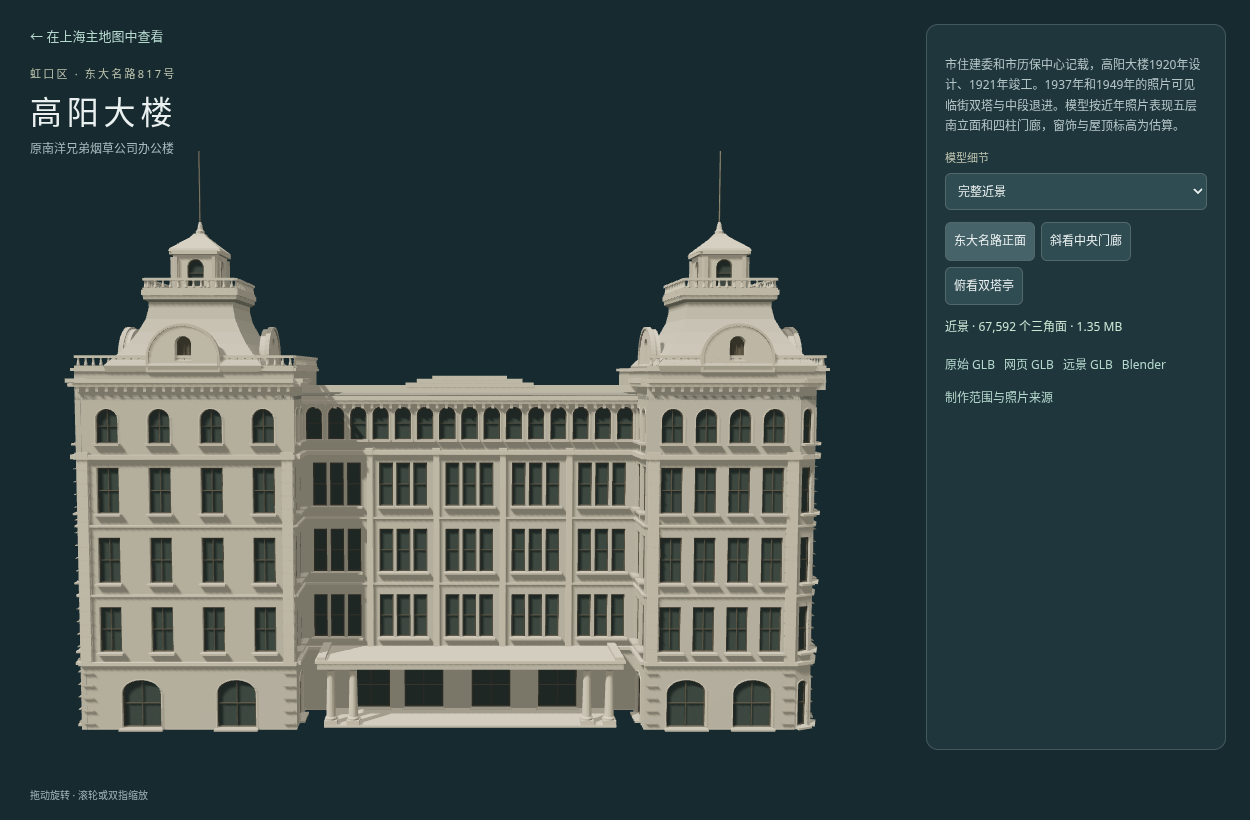 ← 在上海主地图中查看
虹口区 · 东大名路817号
高阳大楼
原南洋兄弟烟草公司办公楼
市住建委和市历保中心记载，高阳大楼1920年设
计、1921年竣工。1937年和1949年的照片可见
临街双塔与中段退进。模型按近年照片表现五层
南立面和四柱门廊，窗饰与屋顶标高为估算。
模型细节
完整近景
东大名路正面 斜看中央门廊
俯看双塔亭
近景 · 67,592 个三角面 · 1.35 MB
原始 GLB 网页 GLB 远景 GLB Blender
制作范围与照片来源
拖动旋转 · 滚轮或双指缩放